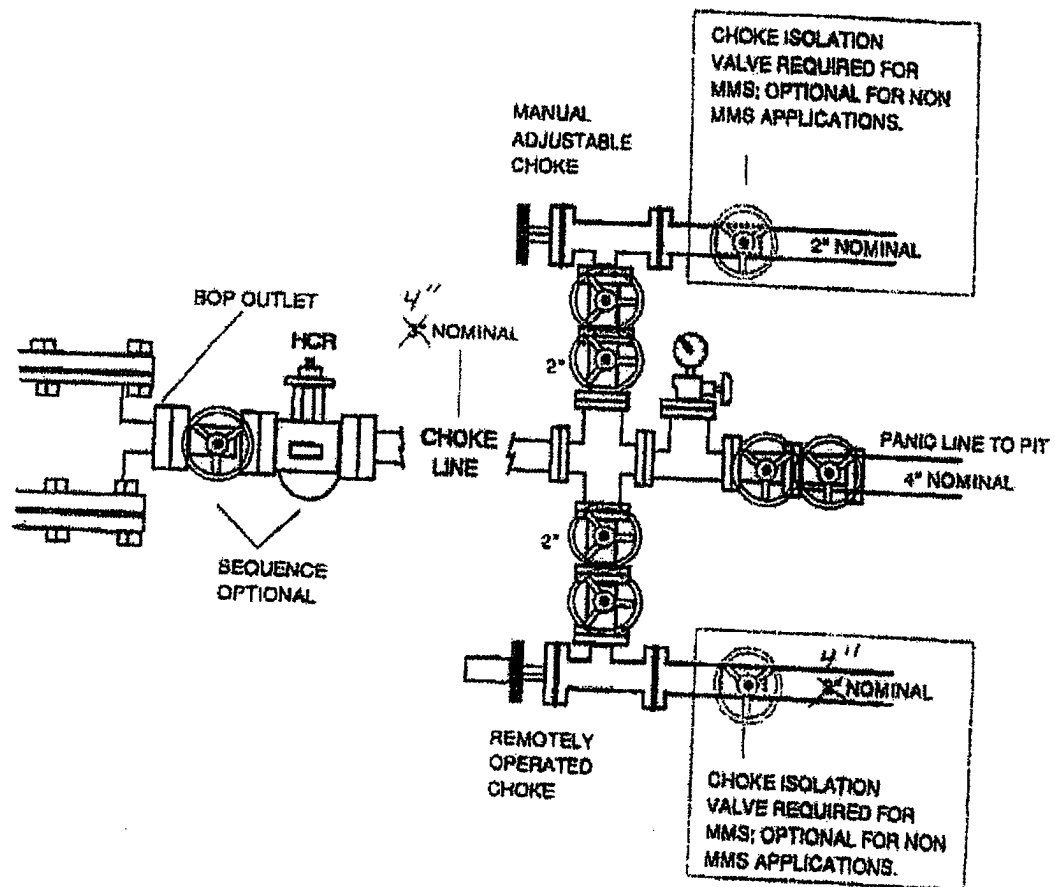 CHOKE ISOLATION
VALVE REQUIRED FOR
MMS; OPTIONAL FOR NON
MMS APPLICATIONS.
MANUAL
ADJUSTABLE
CHOKE
2" NOMINAL
BOP OUTLET
4"
3" NOMINAL
HCR
2"
CHOKE
LINE
PANIC LINE TO PIT
4" NOMINAL
2"
SEQUENCE
OPTIONAL
4"
NOMINAL
REMOTELY
OPERATED
CHOKE
CHOKE ISOLATION
VALVE REQUIRED FOR
MMS; OPTIONAL FOR NON
MMS APPLICATIONS.